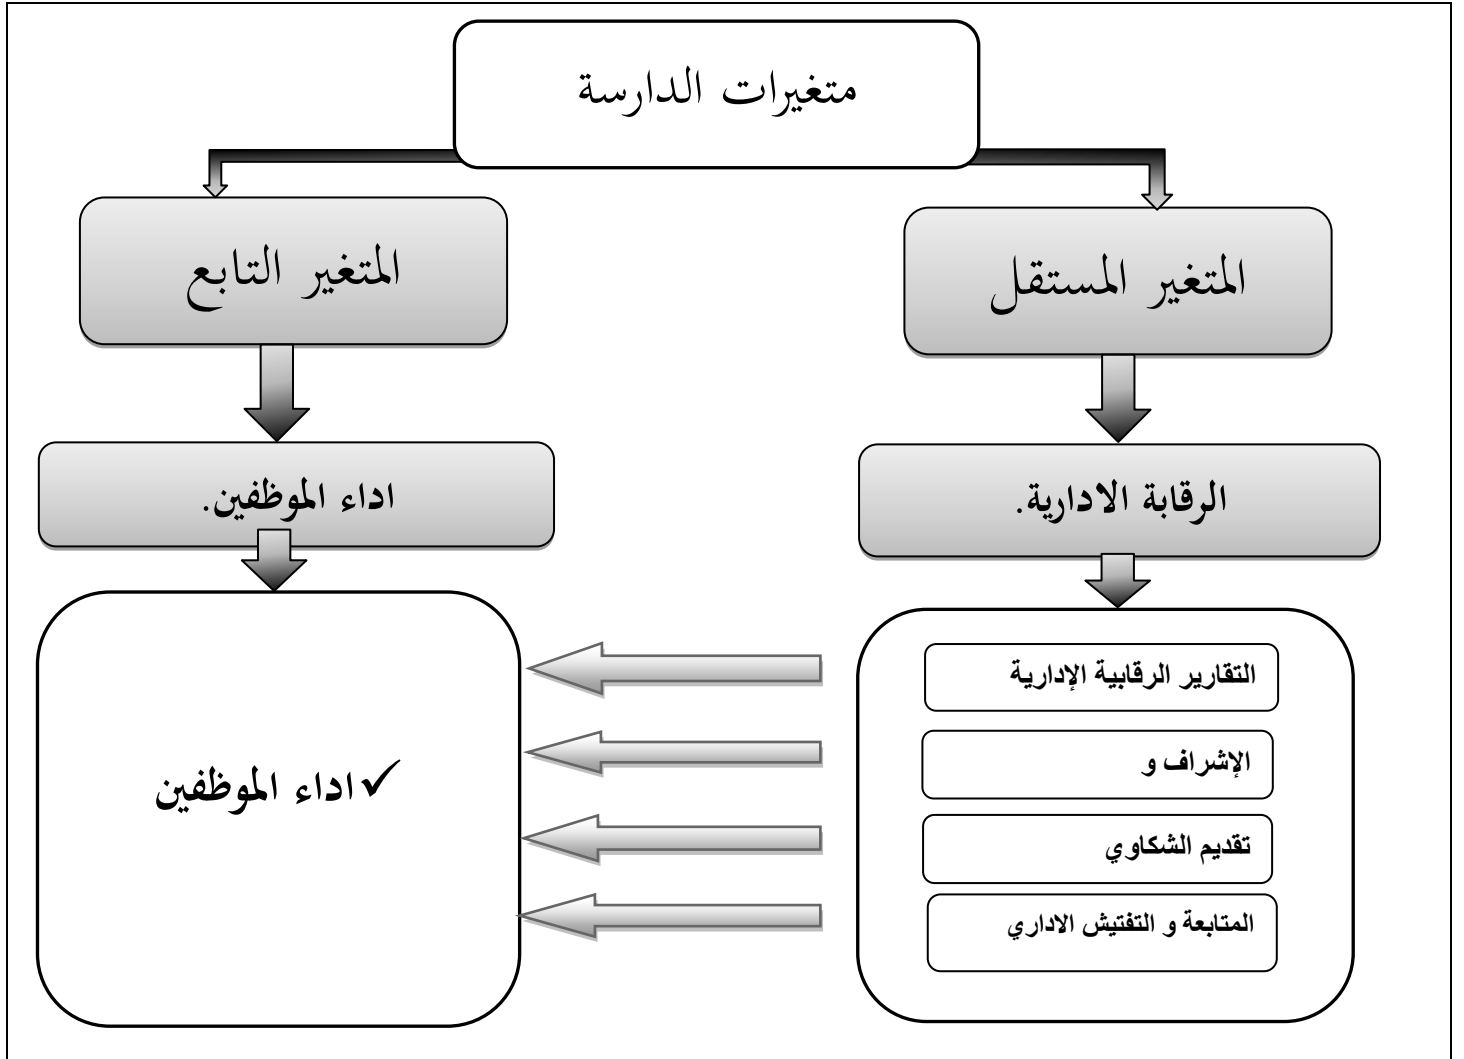 متغيرات الدارسة
المتغير المستقل
المتغير التابع
الرقابة الادارية.
اداء الموظفين.
التقارير الرقابية الإدارية
الإشراف و
تقديم الشكاوي
المتابعة و التفتيش الاداري
✓اداء الموظفين